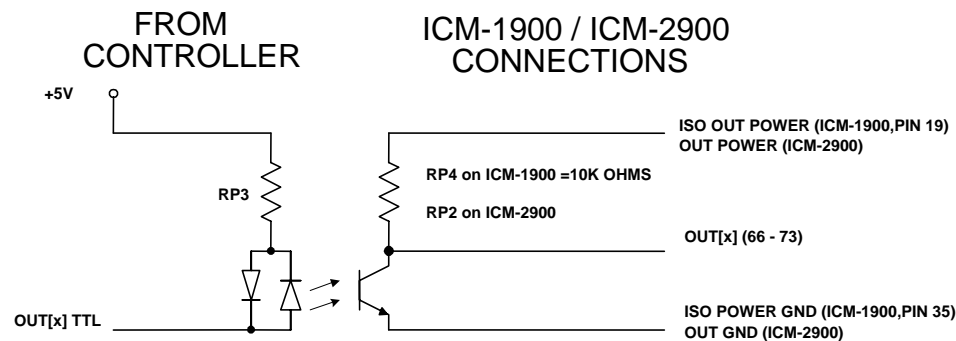 FROM
CONTROLLER
ICM-1900 / ICM-2900
CONNECTIONS
+5V
ISO OUT POWER (ICM-1900,PIN 19)
OUT POWER (ICM-2900)
RP3
RP4 on ICM-1900 =10K OHMS
RP2 on ICM-2900
OUT[x] (66 - 73)
OUT[x] TTL
ISO POWER GND (ICM-1900,PIN 35)
OUT GND (ICM-2900)